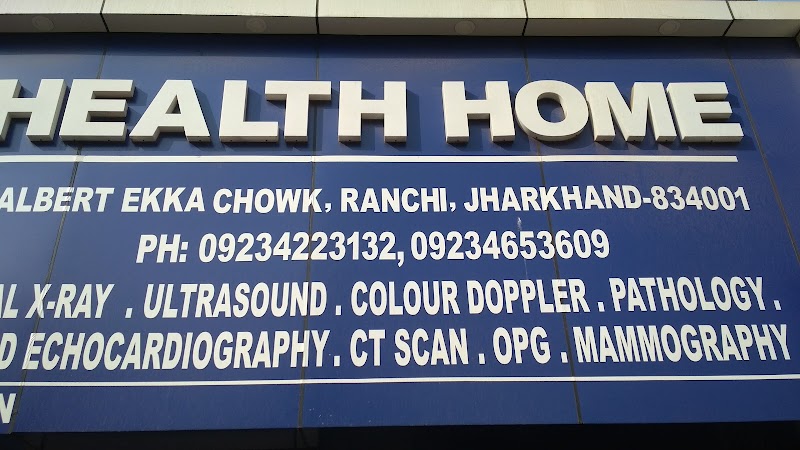 HEALTH HOME
ALBERT EKKA CHOWK, RANCHI, JHARKHAND-834001
PH: 09234223132, 09234653609
AL X-RAY . ULTRASOUND . COLOUR DOPPLER . PATHOLOGY .
D ECHOCARDIOGRAPHY . CT SCAN . OPG . MAMMOGRAPHY
N